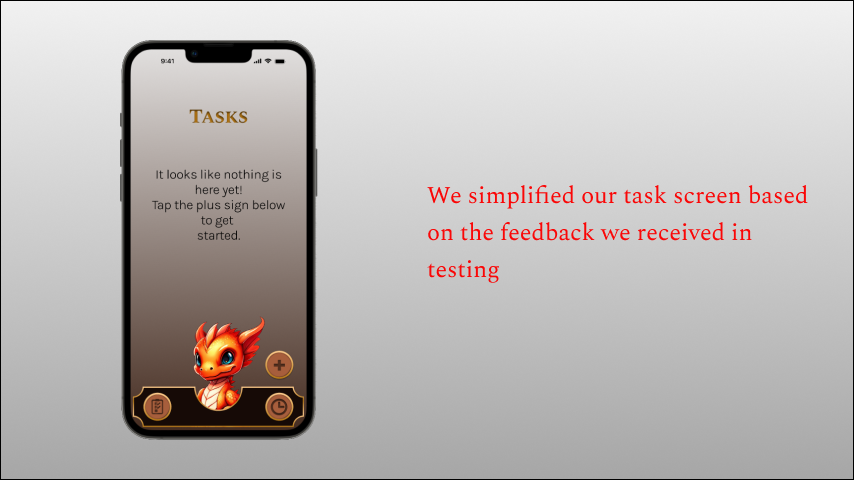 9:41
Tasks
It looks like nothing is
here yet!
Tap the plus sign below
to get
started.
We simplified our task screen based
on the feedback we received in
testing